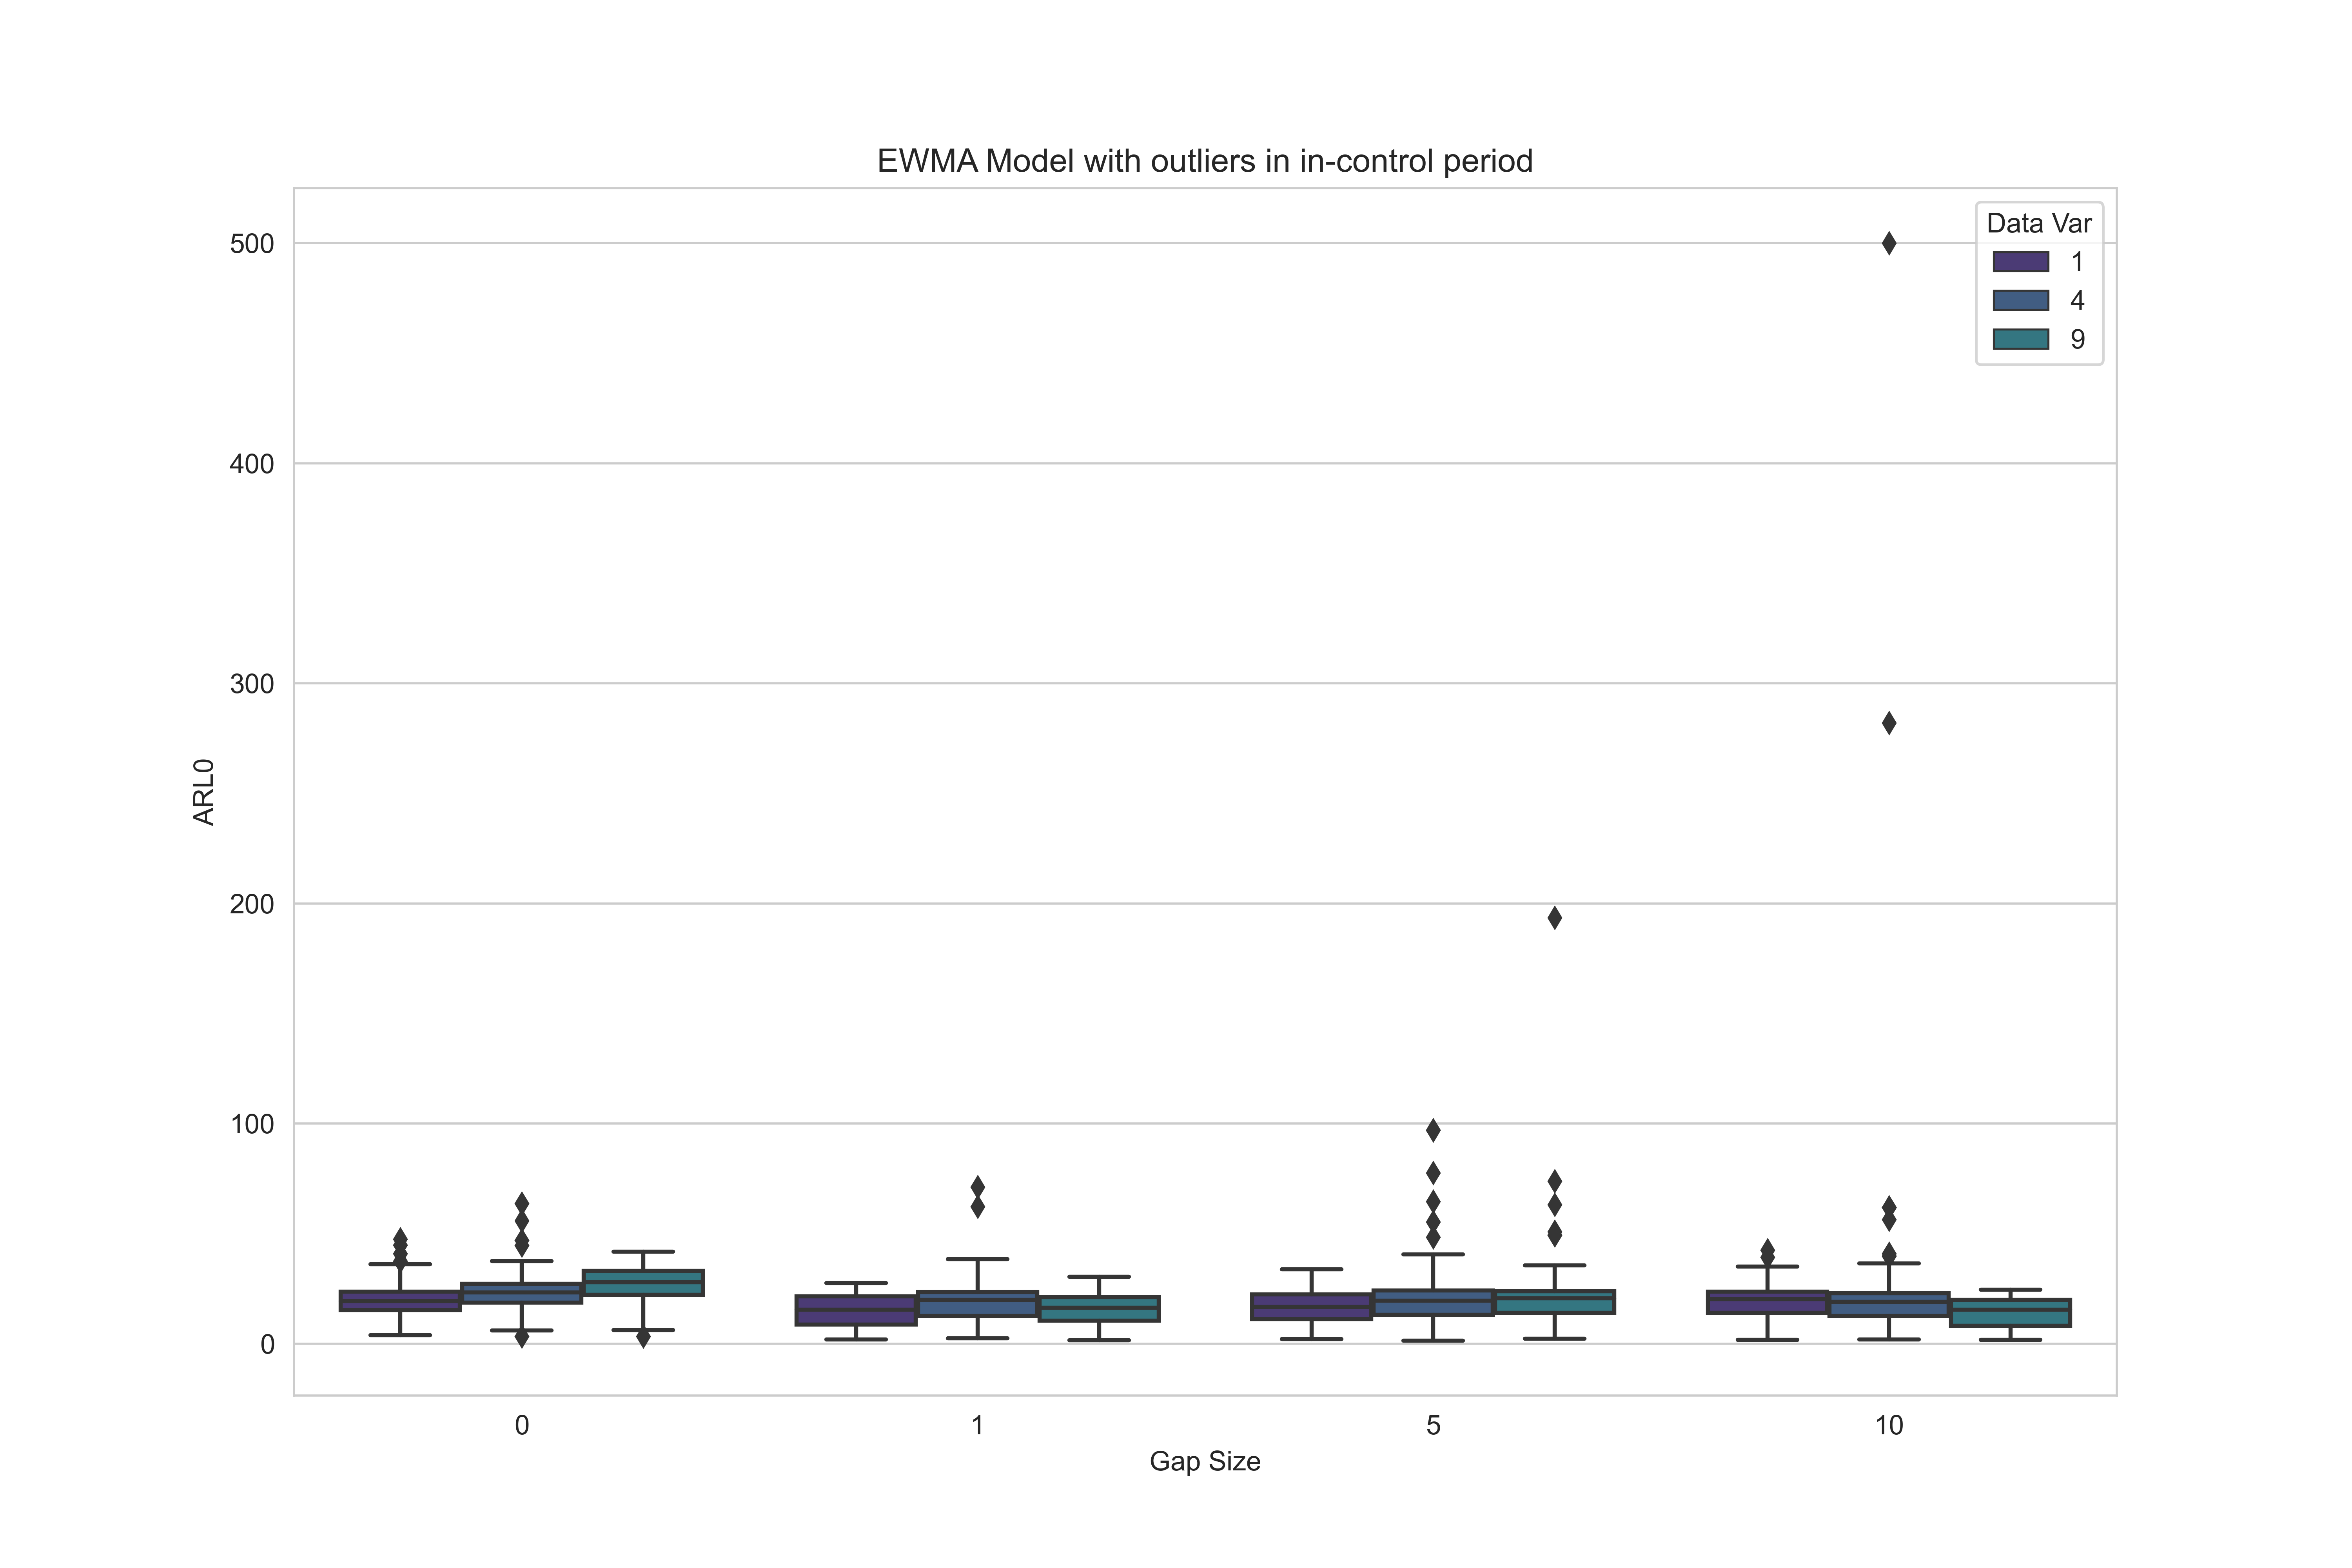 EWMA Model with outliers in in-control period
Data Var
1
4
9
500
400
300
200
100
0
ARL0
0 1 5 10
Gap Size